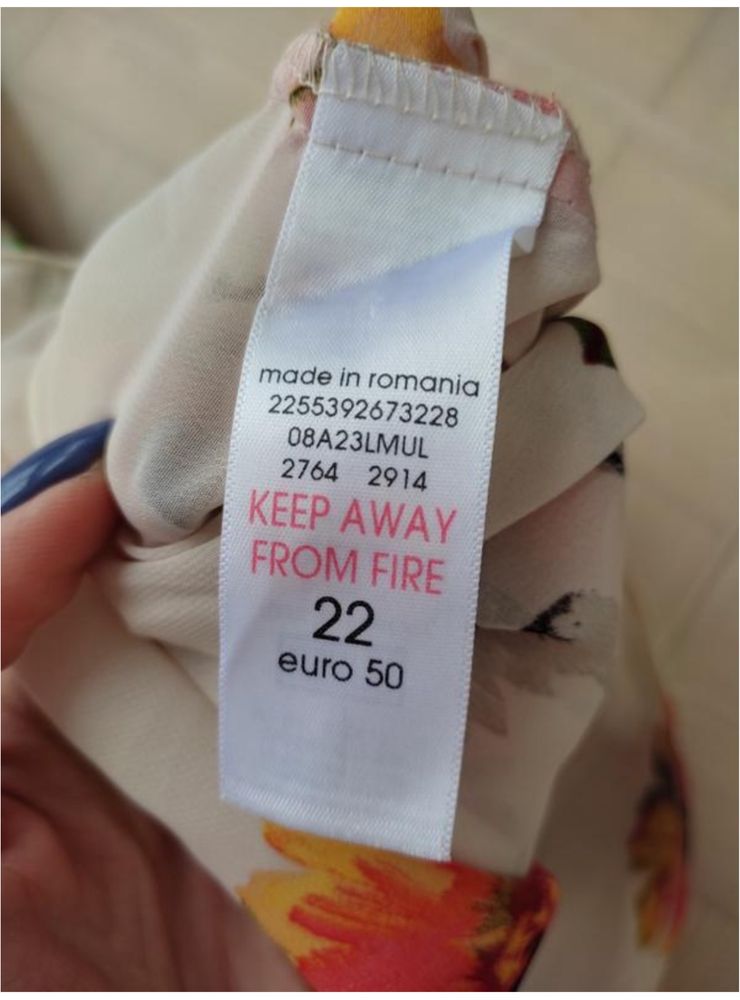 made in romania
2255392673228
08A23LMUL
2764 2914
KEEP AWAY
FROM FIRE
22
euro 50